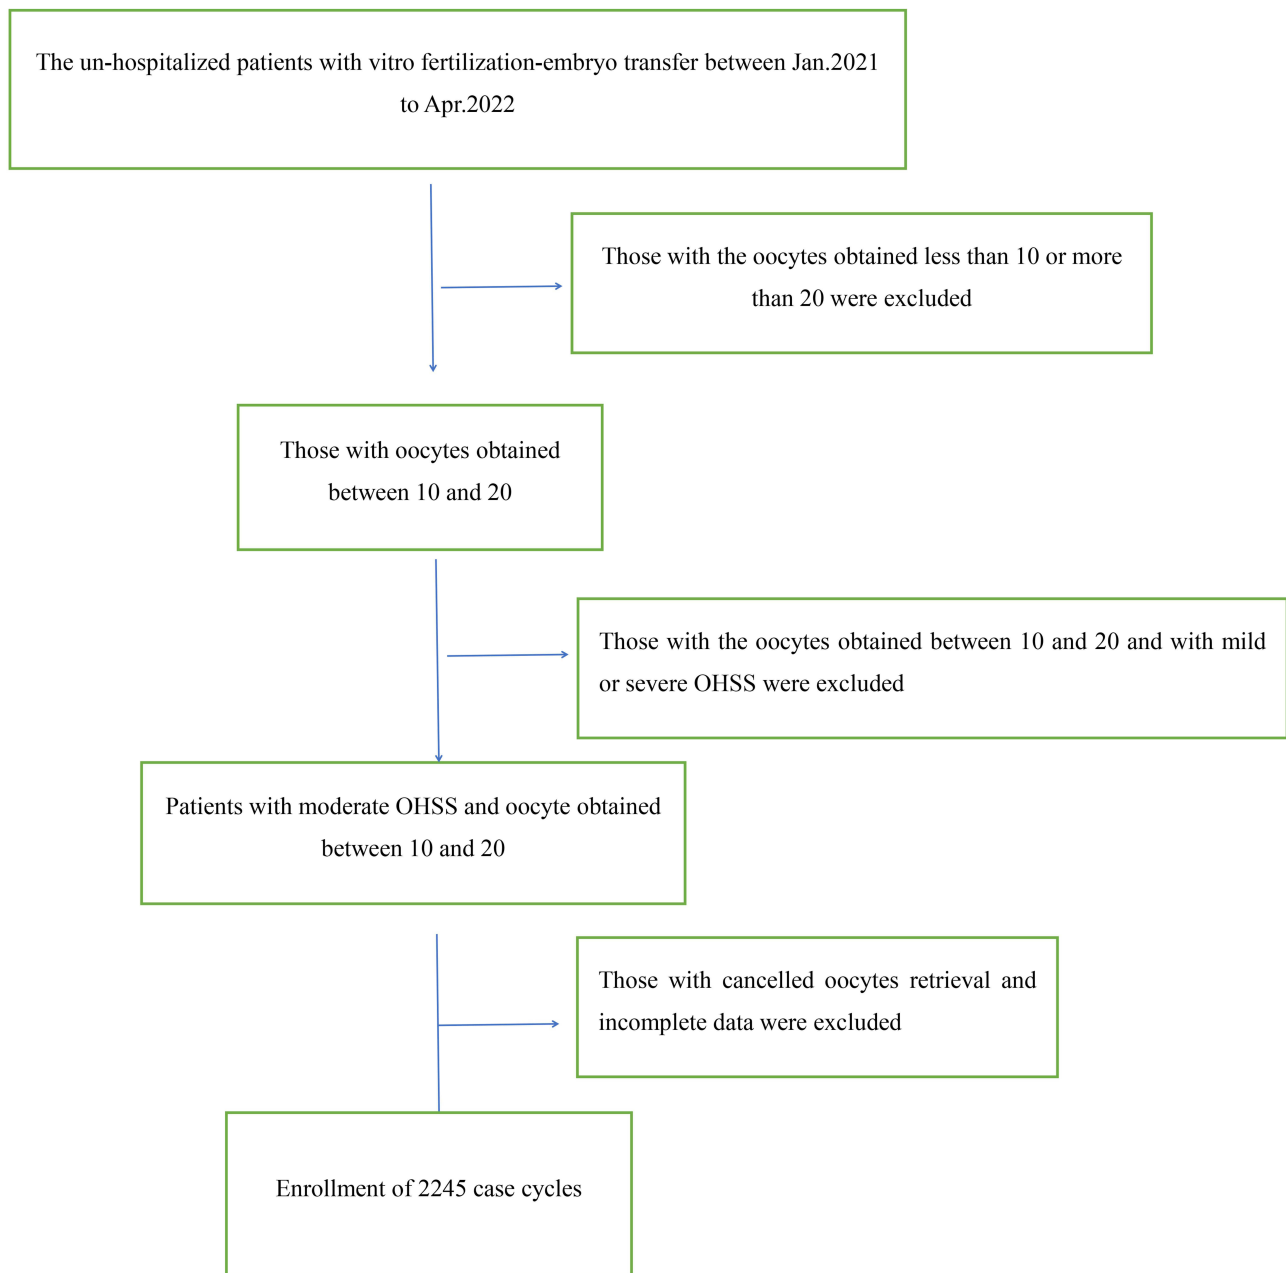 The un-hospitalized patients with vitro fertilization-embryo transfer between Jan.2021
to Apr.2022
Those with the oocytes obtained less than 10 or more
than 20 were excluded
Those with oocytes obtained
between 10 and 20
Those with the oocytes obtained between 10 and 20 and with mild
or severe OHSS were excluded
Patients with moderate OHSS and oocyte obtained
between 10 and 20
Those with cancelled oocytes retrieval and
incomplete data were excluded
Enrollment of 2245 case cycles